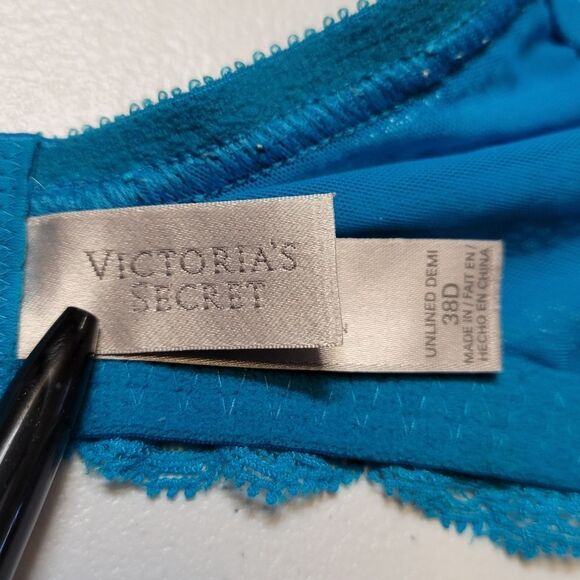 VICTORIA'S
SECRET
UNLINED DEMI
38D
MADE IN / FAIT EN /
HECHO EN CHINA